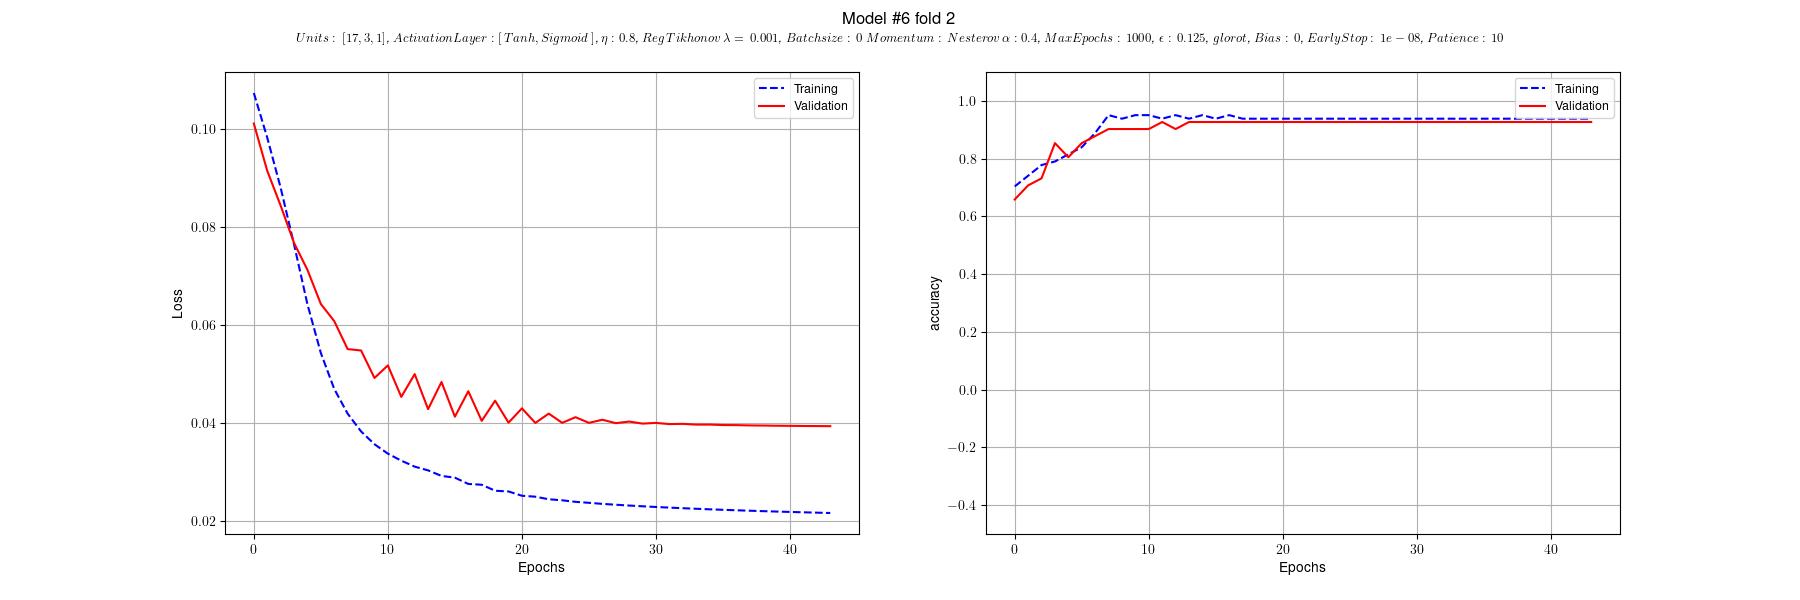 Model #6 fold 2
Units : [17, 3, 1], ActivationLayer : [ Tanh, Sigmoid ], η : 0.8, RegTikhonov λ = 0.001, Batchsize : 0 Momentum : Nesterov α : 0.4, MaxEpochs : 1000, ϵ : 0.125, glorot, Bias : 0, EarlyStop : 1e − 08, Patience : 10
Training
Validation
0.10
0.08
0.06
0.04
0.02
Loss
0 10 20 30 40
Epochs
Training
Validation
1.0
0.8
0.6
0.4
0.2
0.0
−0.2
−0.4
accuracy
0 10 20 30 40
Epochs